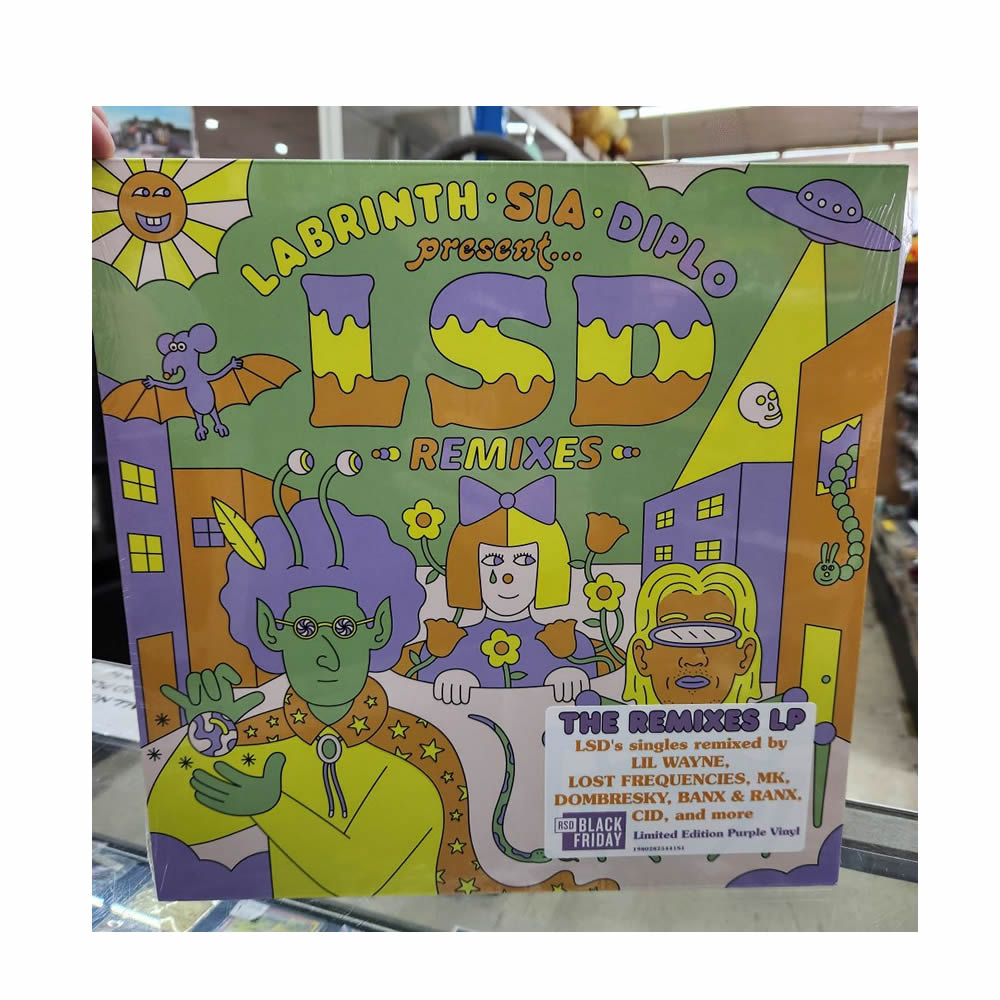 LABRINTH · SIA · DIPLO
present...
LSD
REMIXES
THE REMIXES LP
LSD's singles remixed by
LIL WAYNE,
LOST FREQUENCIES, MK,
DOMBRESKY, BANX & RANX,
CID, and more
RSD BLACK FRIDAY
Limited Edition Purple Vinyl